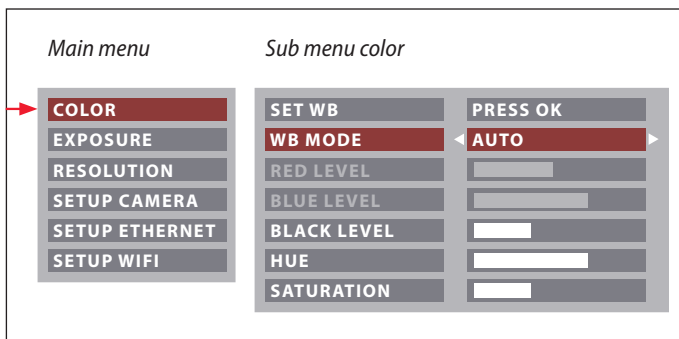 Main menu
Sub menu color
COLOR
EXPOSURE
RESOLUTION
SETUP CAMERA
SETUP ETHERNET
SETUP WIFI
SET WB PRESS OK
WB MODE AUTO
RED LEVEL
BLUE LEVEL
BLACK LEVEL
HUE
SATURATION